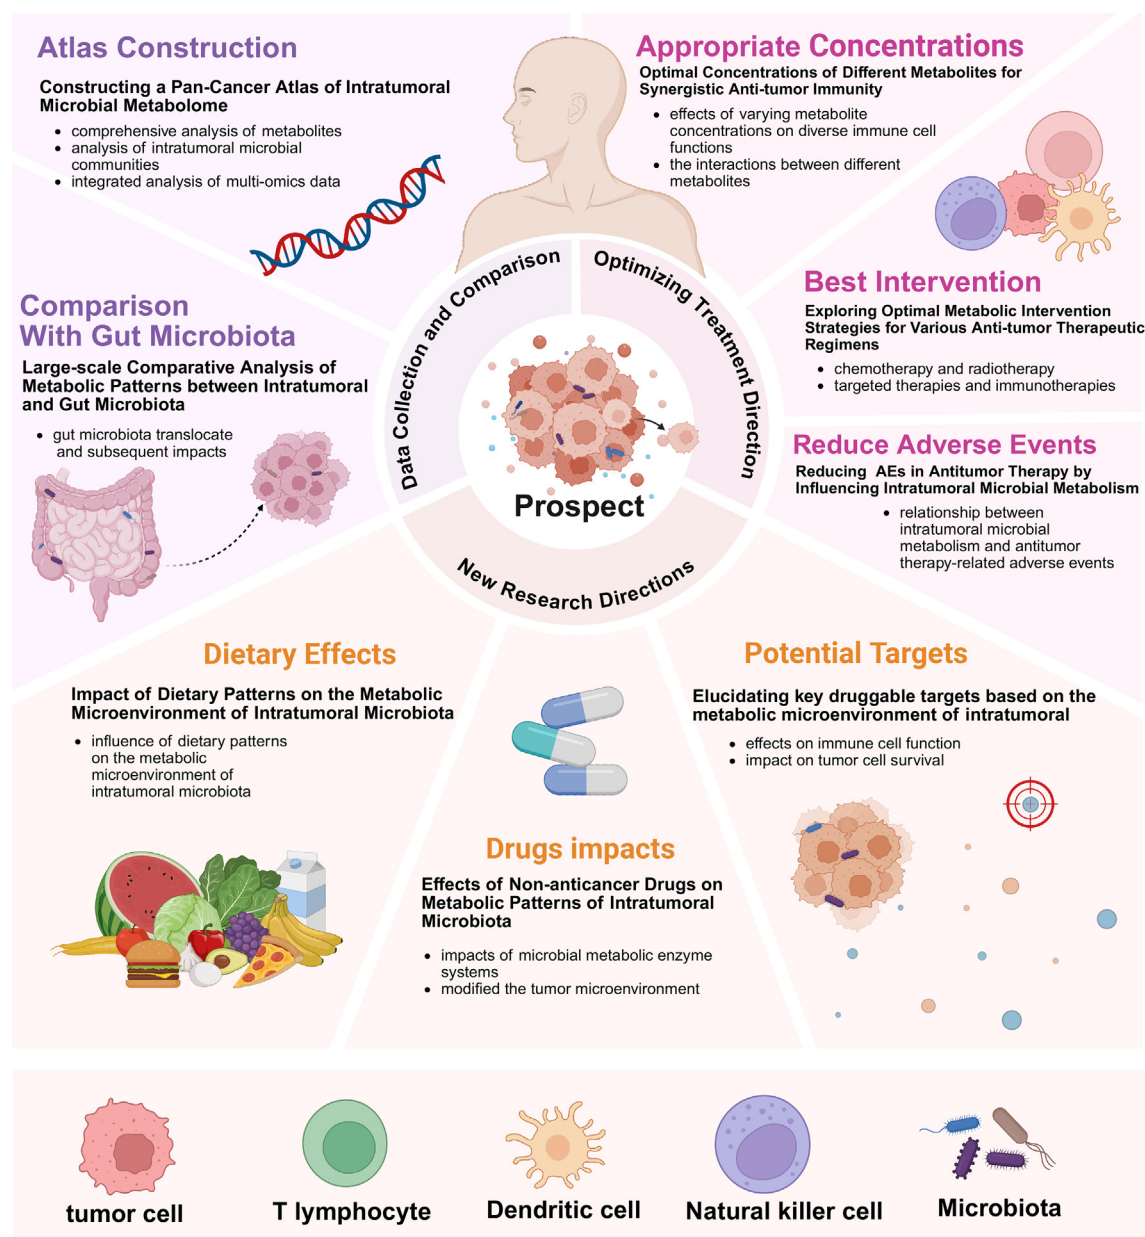 Atlas Construction
Constructing a Pan-Cancer Atlas of Intratumoral
Microbial Metabolome
• comprehensive analysis of metabolites
• analysis of intratumoral microbial
communities
• integrated analysis of multi-omics data
Appropriate Concentrations
Optimal Concentrations of Different Metabolites for
Synergistic Anti-tumor Immunity
• effects of varying metabolite
concentrations on diverse immune cell
functions
• the interactions between different
metabolites
Comparison
With Gut Microbiota
Large-scale Comparative Analysis of
Metabolic Patterns between Intratumoral
and Gut Microbiota
• gut microbiota translocate
and subsequent impacts
Data Collection and Comparison
Optimizing Treatment Direction
New Research Directions
Prospect
Best Intervention
Exploring Optimal Metabolic Intervention
Strategies for Various Anti-tumor Therapeutic
Regimens
• chemotherapy and radiotherapy
• targeted therapies and immunotherapies
Reduce Adverse Events
Reducing AEs in Antitumor Therapy by
Influencing Intratumoral Microbial Metabolism
• relationship between
intratumoral microbial
metabolism and antitumor
therapy-related adverse events
Dietary Effects
Impact of Dietary Patterns on the Metabolic
Microenvironment of Intratumoral Microbiota
• influence of dietary patterns
on the metabolic
microenvironment of
intratumoral microbiota
Drugs impacts
Effects of Non-anticancer Drugs on
Metabolic Patterns of Intratumoral
Microbiota
• impacts of microbial metabolic enzyme
systems
• modified the tumor microenvironment
Potential Targets
Elucidating key druggable targets based on the
metabolic microenvironment of intratumoral
• effects on immune cell function
• impact on tumor cell survival
tumor cell
T lymphocyte
Dendritic cell
Natural killer cell
Microbiota